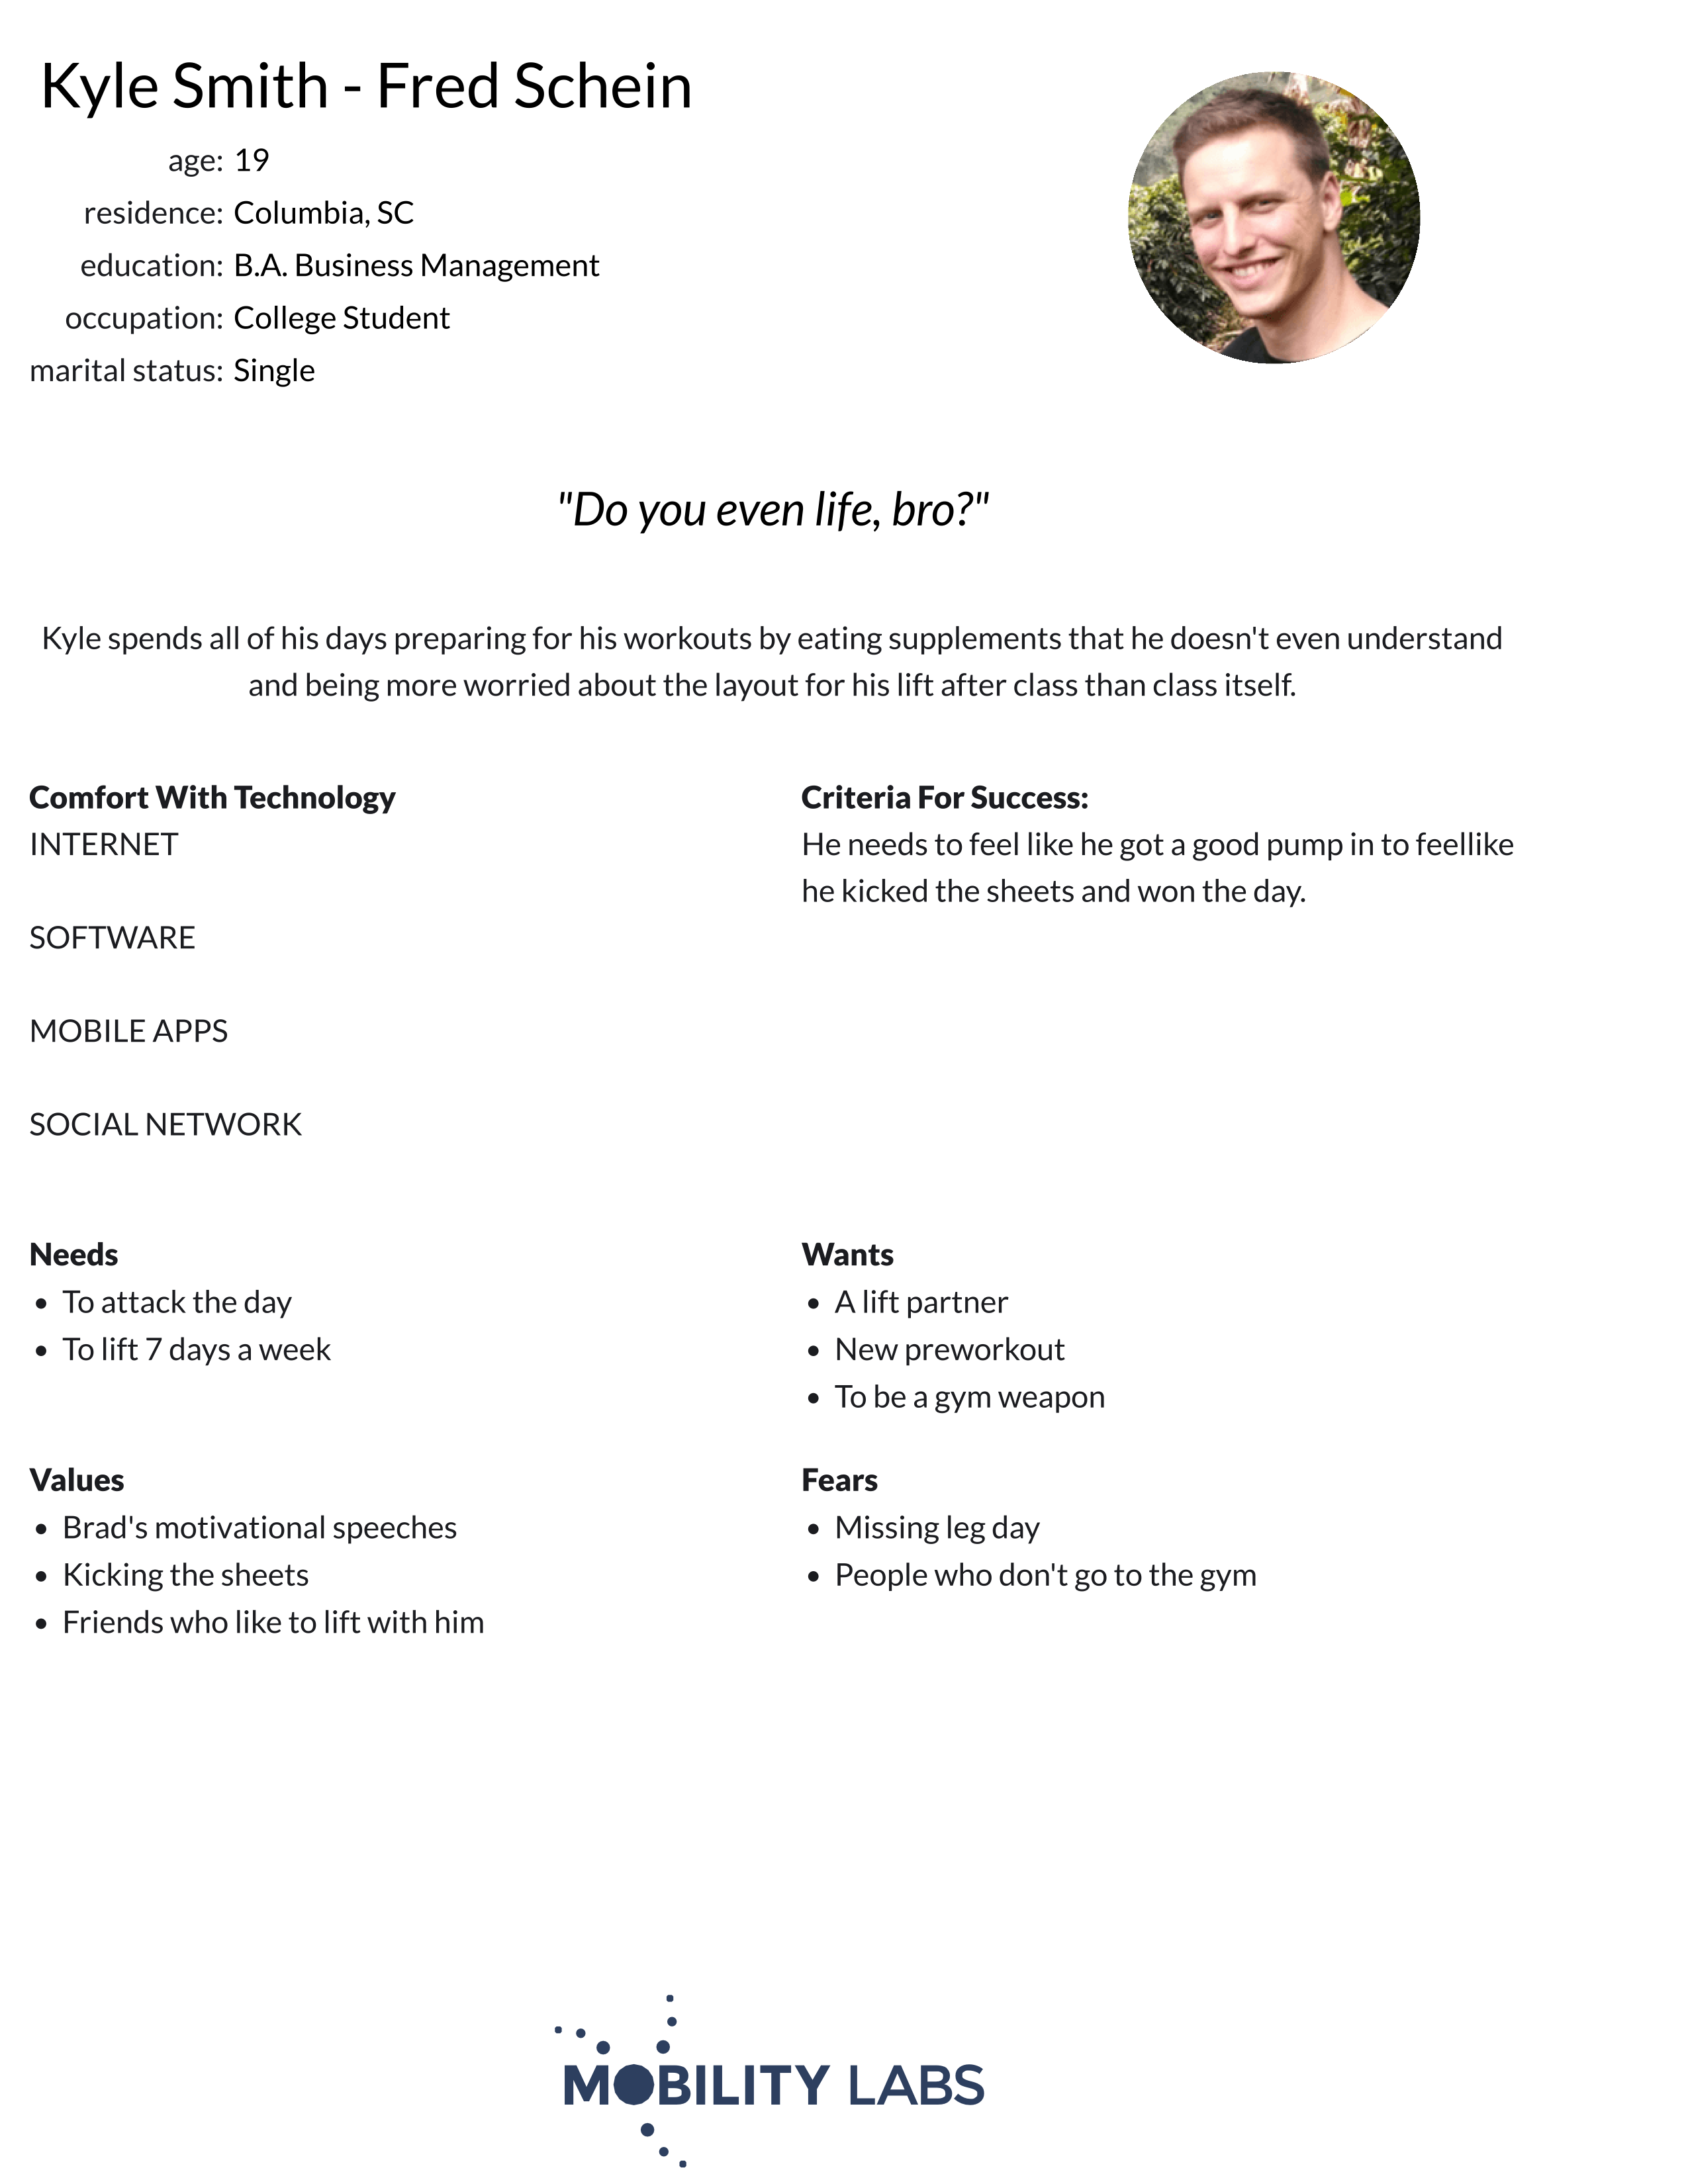 Kyle Smith - Fred Schein
age: 19
residence: Columbia, SC
education: B.A. Business Management
occupation: College Student
marital status: Single
"Do you even life, bro?"
Kyle spends all of his days preparing for his workouts by eating supplements that he doesn't even understand
and being more worried about the layout for his lift after class than class itself.
Comfort With Technology
INTERNET
SOFTWARE
MOBILE APPS
SOCIAL NETWORK
Criteria For Success:
He needs to feel like he got a good pump in to feellike
he kicked the sheets and won the day.
Needs
• To attack the day
• To lift 7 days a week
Wants
• A lift partner
• New preworkout
• To be a gym weapon
Values
• Brad's motivational speeches
• Kicking the sheets
• Friends who like to lift with him
Fears
• Missing leg day
• People who don't go to the gym
MOBILITY LABS